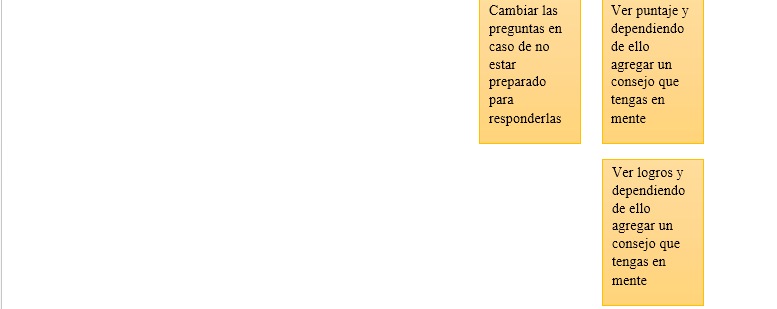 Cambiar las
preguntas en
caso de no
estar
preparado
para
responderlas
Ver puntaje y
dependiendo
de ello
agregar un
consejo que
tengas en
mente
Ver logros y
dependiendo
de ello
agregar un
consejo que
tengas en
mente